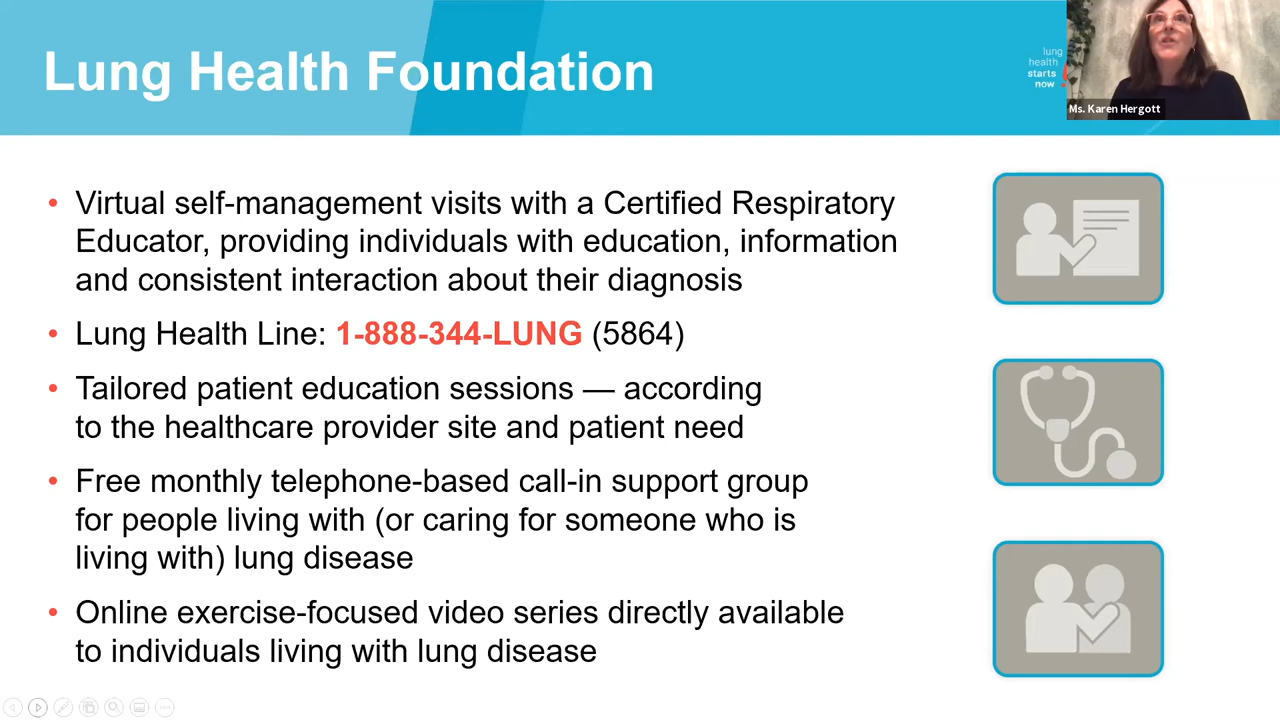 Lung Health Foundation
lung
health
starts
now
Ms. Karen Hergott
• Virtual self-management visits with a Certified Respiratory
Educator, providing individuals with education, information
and consistent interaction about their diagnosis
• Lung Health Line: 1-888-344-LUNG (5864)
• Tailored patient education sessions — according
to the healthcare provider site and patient need
• Free monthly telephone-based call-in support group
for people living with (or caring for someone who is
living with) lung disease
• Online exercise-focused video series directly available
to individuals living with lung disease